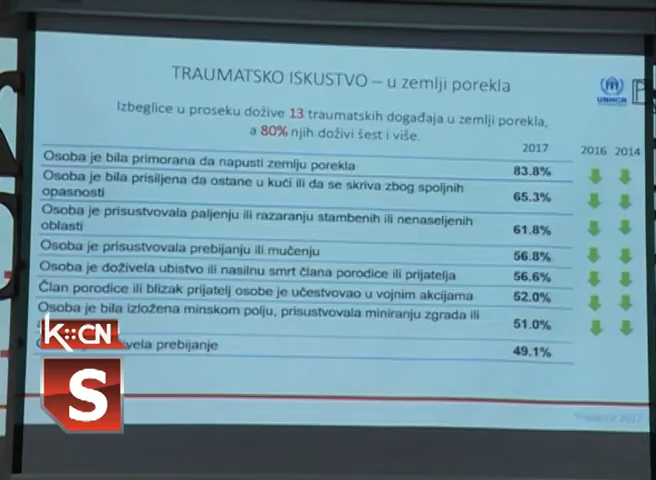 TRAUMATSKO ISKUSTVO – u zemlji porekla
UNHCR
Izbeglice u proseku dožive 13 traumatskih događaja u zemlji porekla,
a 80% njih doživi šest i više.
2017 2016 2014
Osoba je bila primorana da napusti zemlju porekla 83.8%
Osoba je bila prisiljena da ostane u kući ili da se skriva zbog spoljnih
opasnosti 65.3%
Osoba je prisustvovala paljenju ili razaranju stambenih ili nenaseljenih
oblasti 61.8%
Osoba je prisustvovala prebijanju ili mučenju 56.8%
Osoba je doživela ubistvo ili nasilnu smrt člana porodice ili prijatelja 56.6%
Član porodice ili blizak prijatelj osobe je učestvovao u vojnim akcijama 52.0%
Osoba je bila izložena minskom polju, prisustvovala miniranju zgrada ili
51.0%
prebijanje 49.1%
K::CN
S